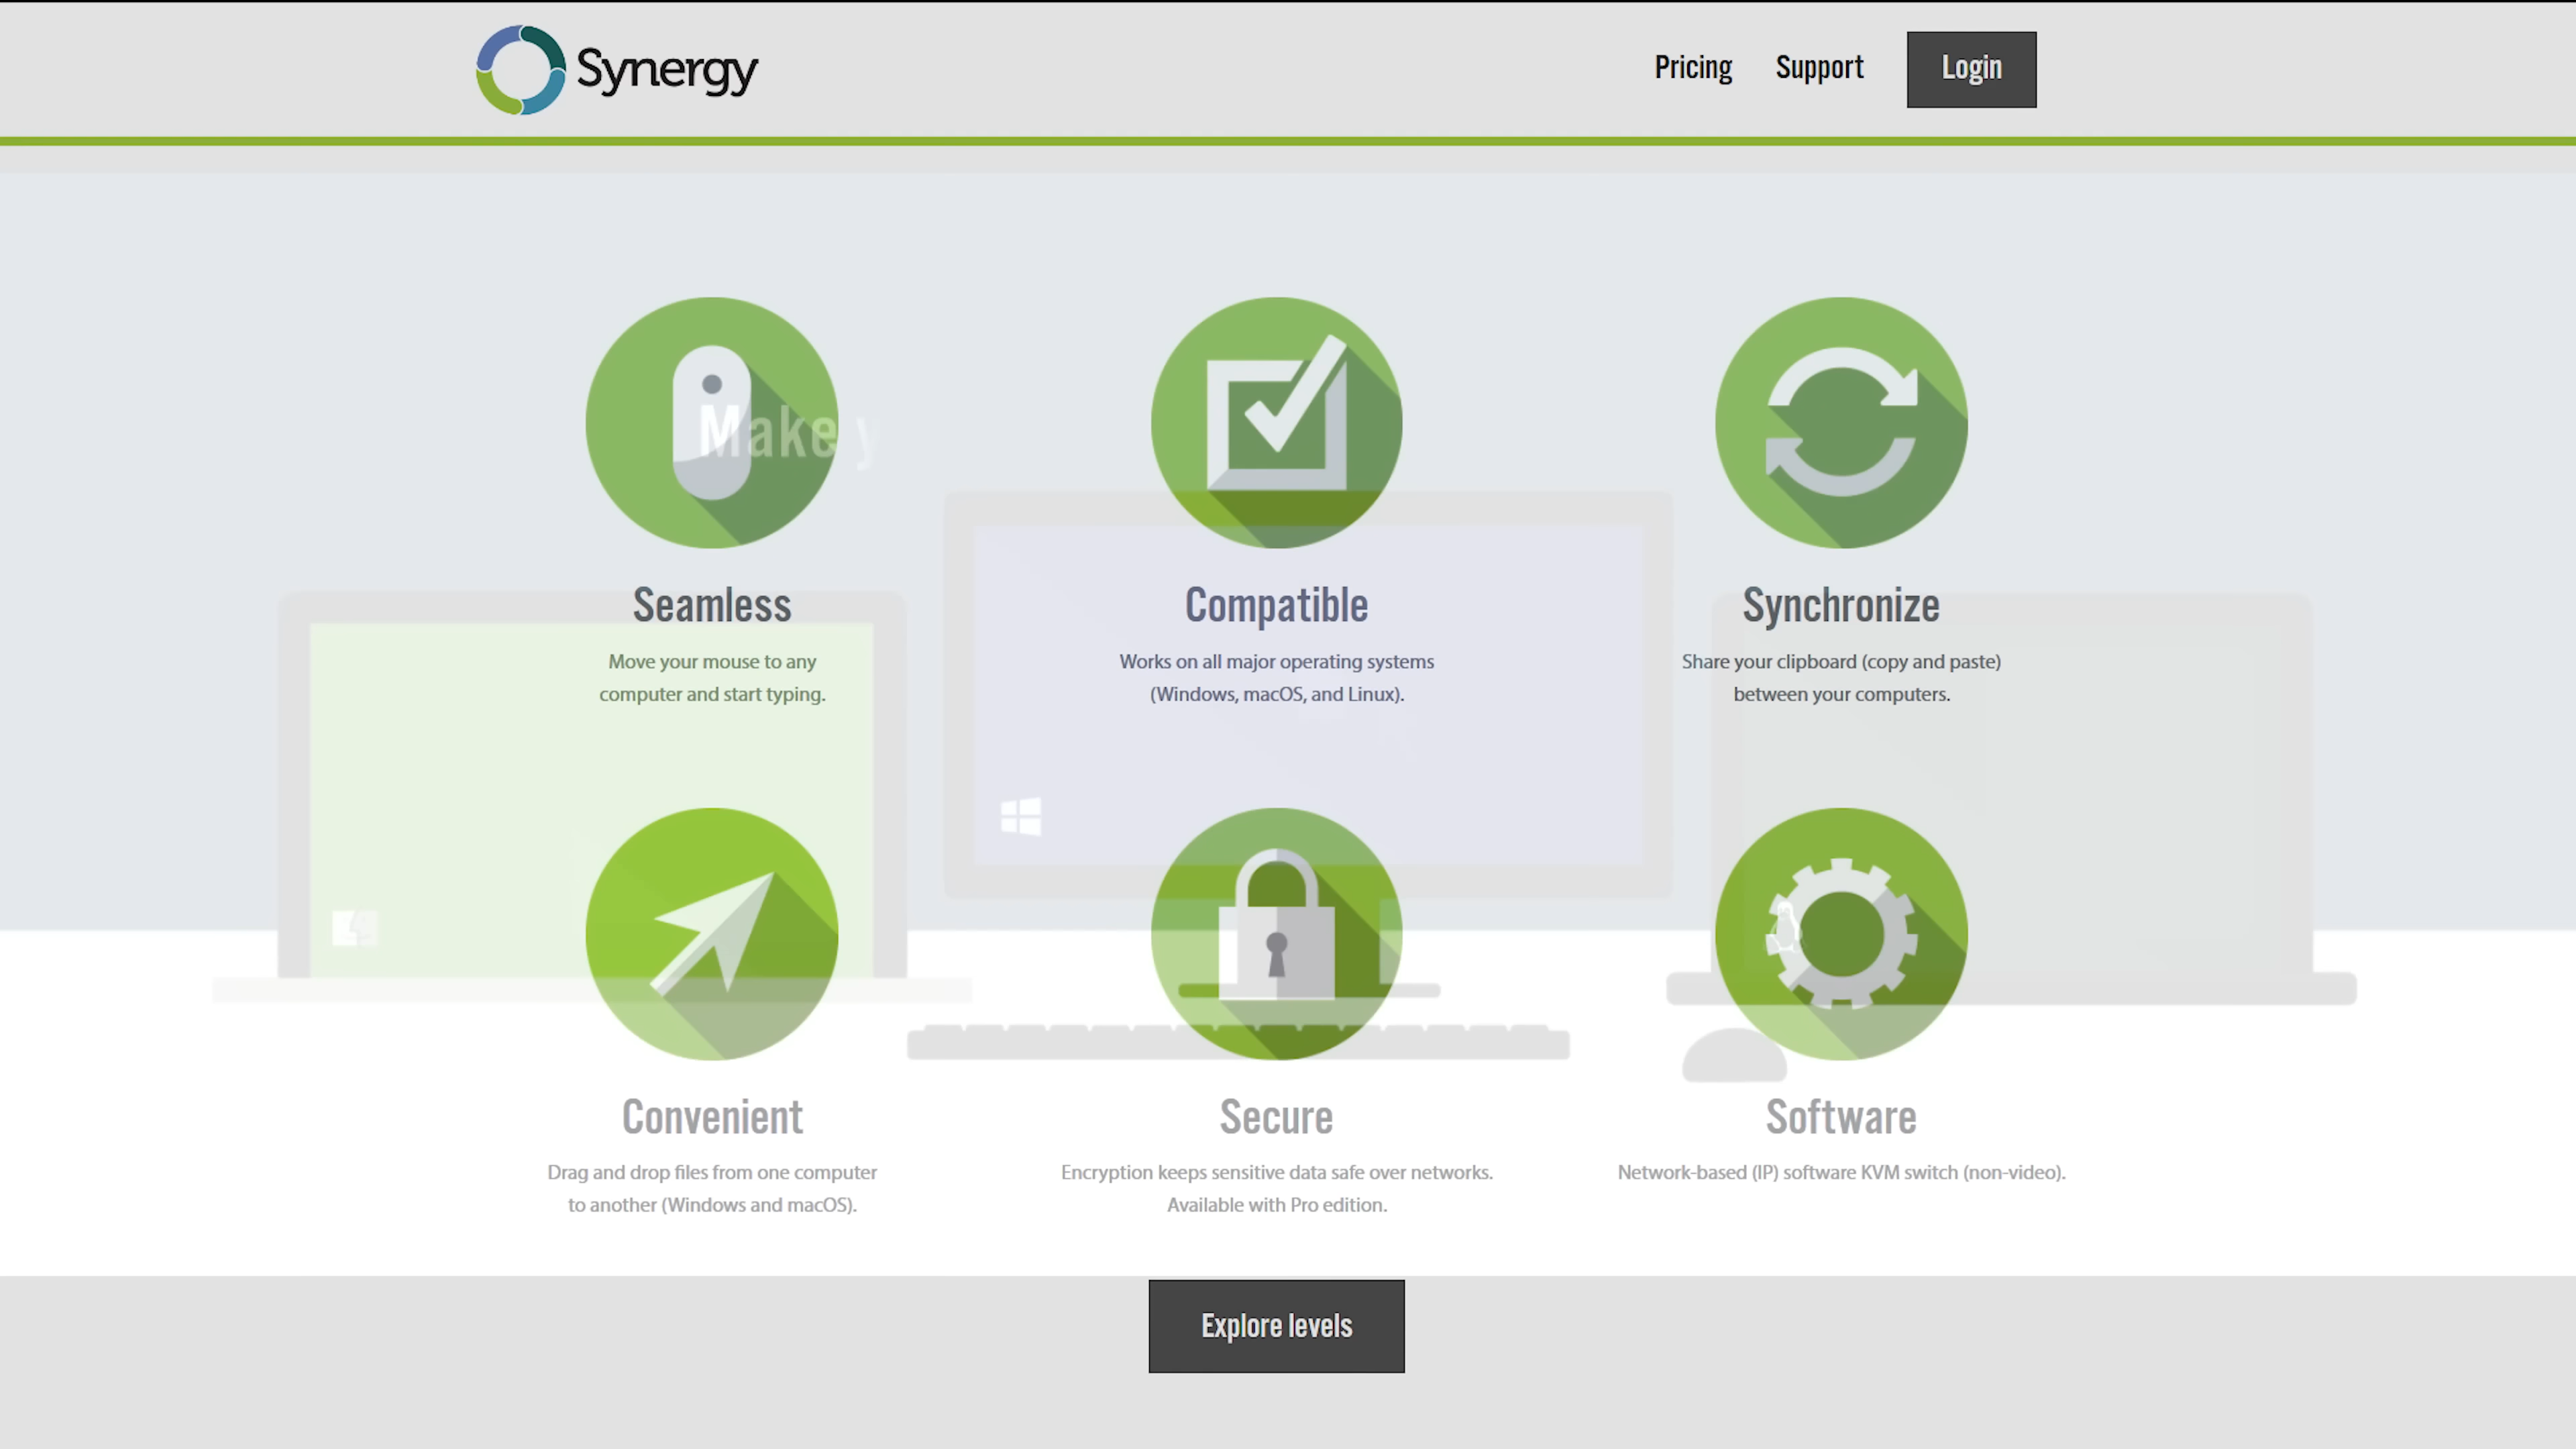 Synergy
Pricing Support Login
Make y
Seamless
Move your mouse to any
computer and start typing.
Compatible
Works on all major operating systems
(Windows, macOS, and Linux).
Synchronize
Share your clipboard (copy and paste)
between your computers.
Convenient
Drag and drop files from one computer
to another (Windows and macOS).
Secure
Encryption keeps sensitive data safe over networks.
Available with Pro edition.
Software
Network-based (IP) software KVM switch (non-video).
Explore levels